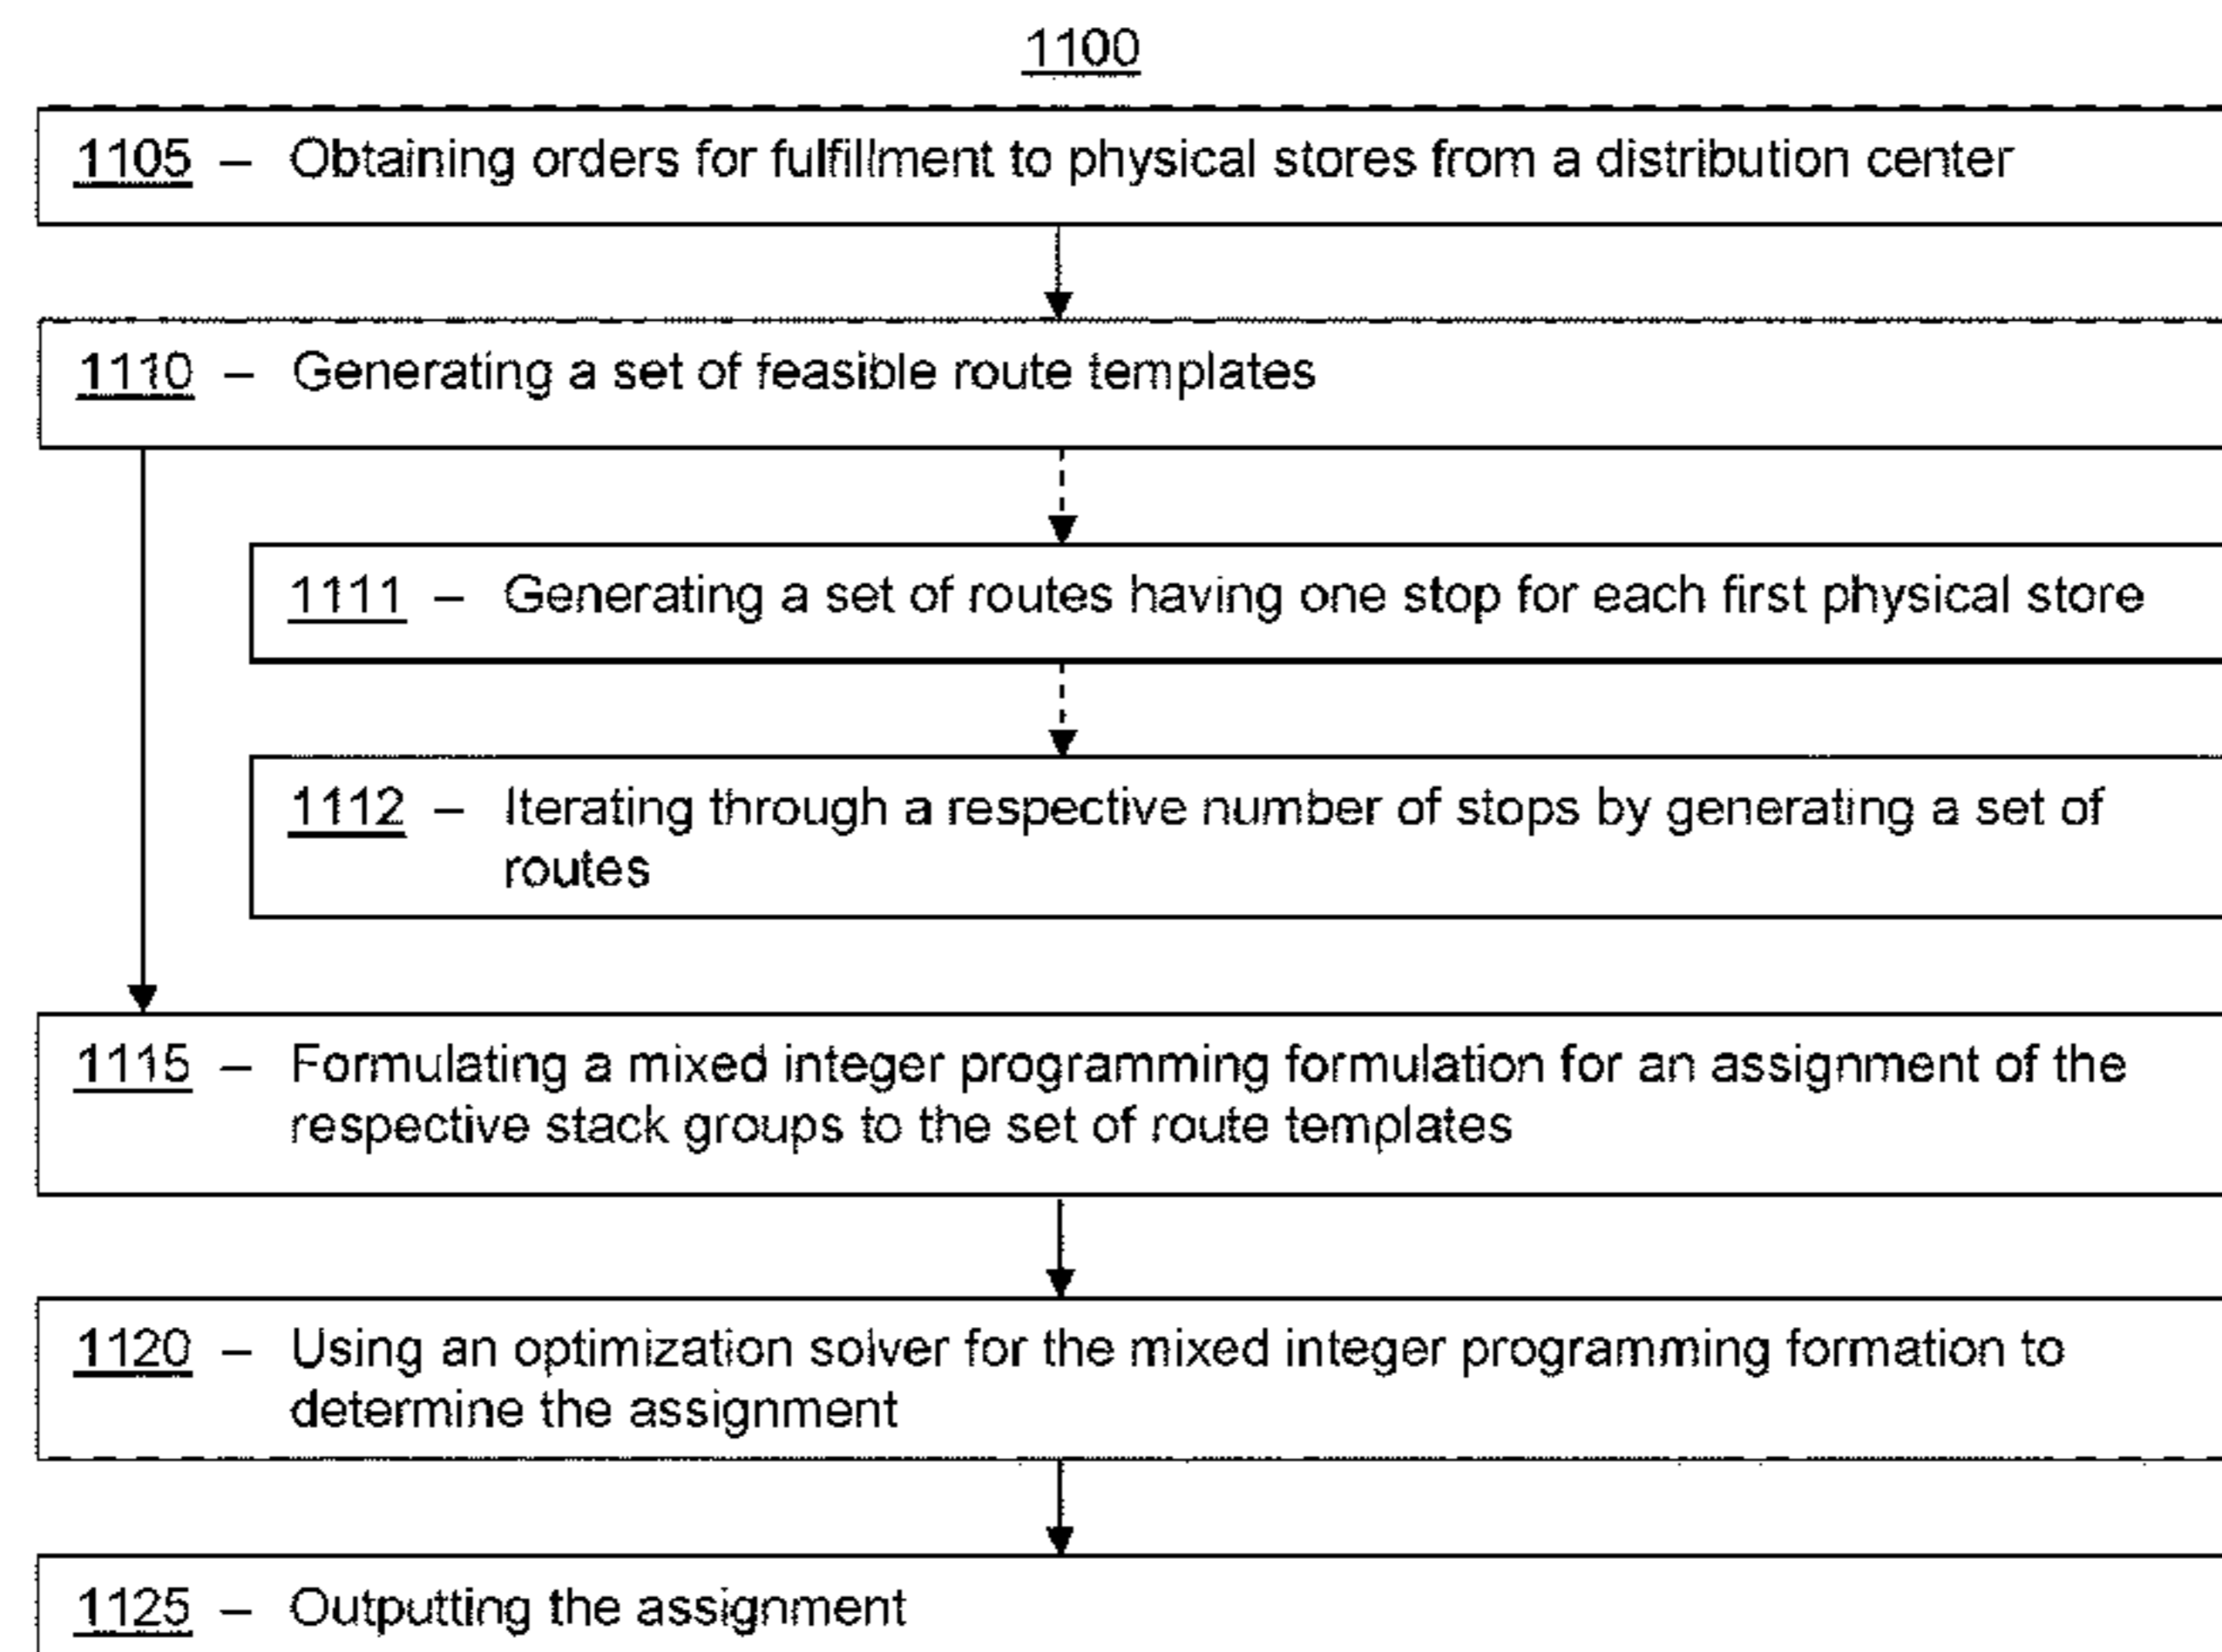 1100
1105 – Obtaining orders for fulfillment to physical stores from a distribution center
1110 – Generating a set of feasible route templates
1111 – Generating a set of routes having one stop for each first physical store
1112 – Iterating through a respective number of stops by generating a set of
routes
1115 – Formulating a mixed integer programming formulation for an assignment of the
respective stack groups to the set of route templates
1120 – Using an optimization solver for the mixed integer programming formation to
determine the assignment
1125 – Outputting the assignment